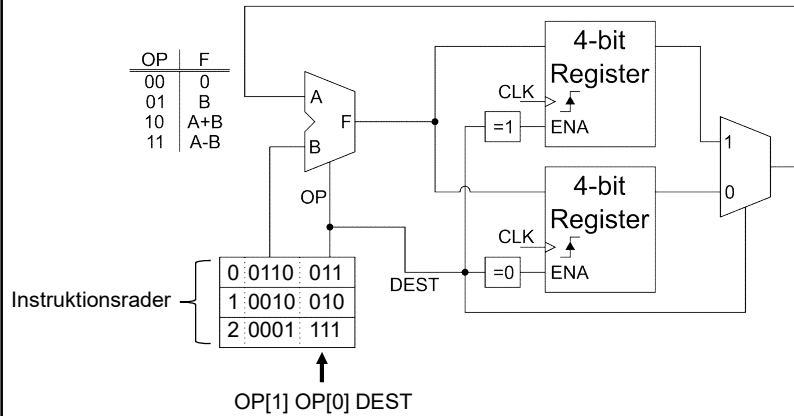 OP F
00 0
01 B
10 A+B
11 A-B
A
B
F
OP
4-bit
Register
CLK
=1
ENA
1
0
4-bit
Register
CLK
=0
ENA
DEST
Instruktionsrader
0 0110 011
1 0010 010
2 0001 111
OP[1] OP[0] DEST